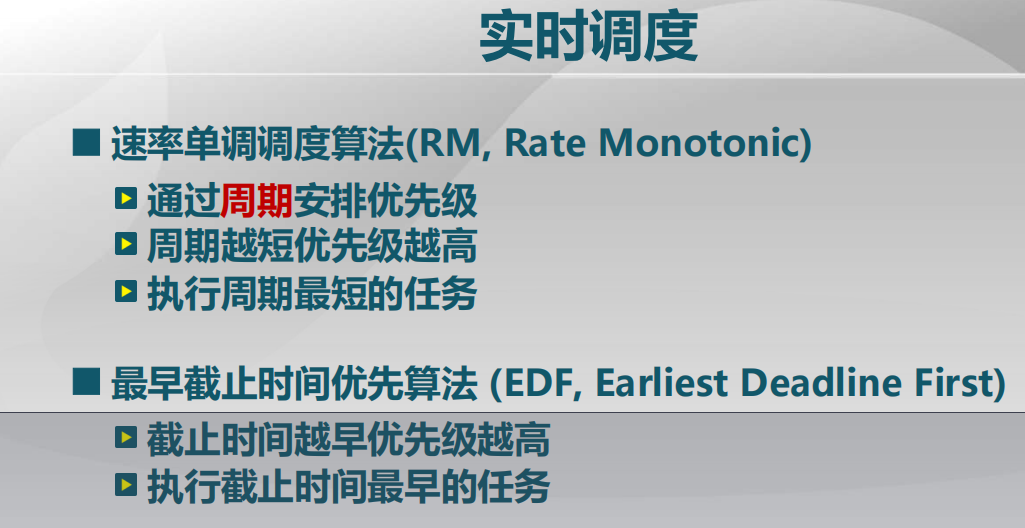 实时调度
速率单调调度算法(RM, Rate Monotonic)
通过周期安排优先级
周期越短优先级越高
执行周期最短的任务
最早截止时间优先算法 (EDF, Earliest Deadline First)
截止时间越早优先级越高
执行截止时间最早的任务